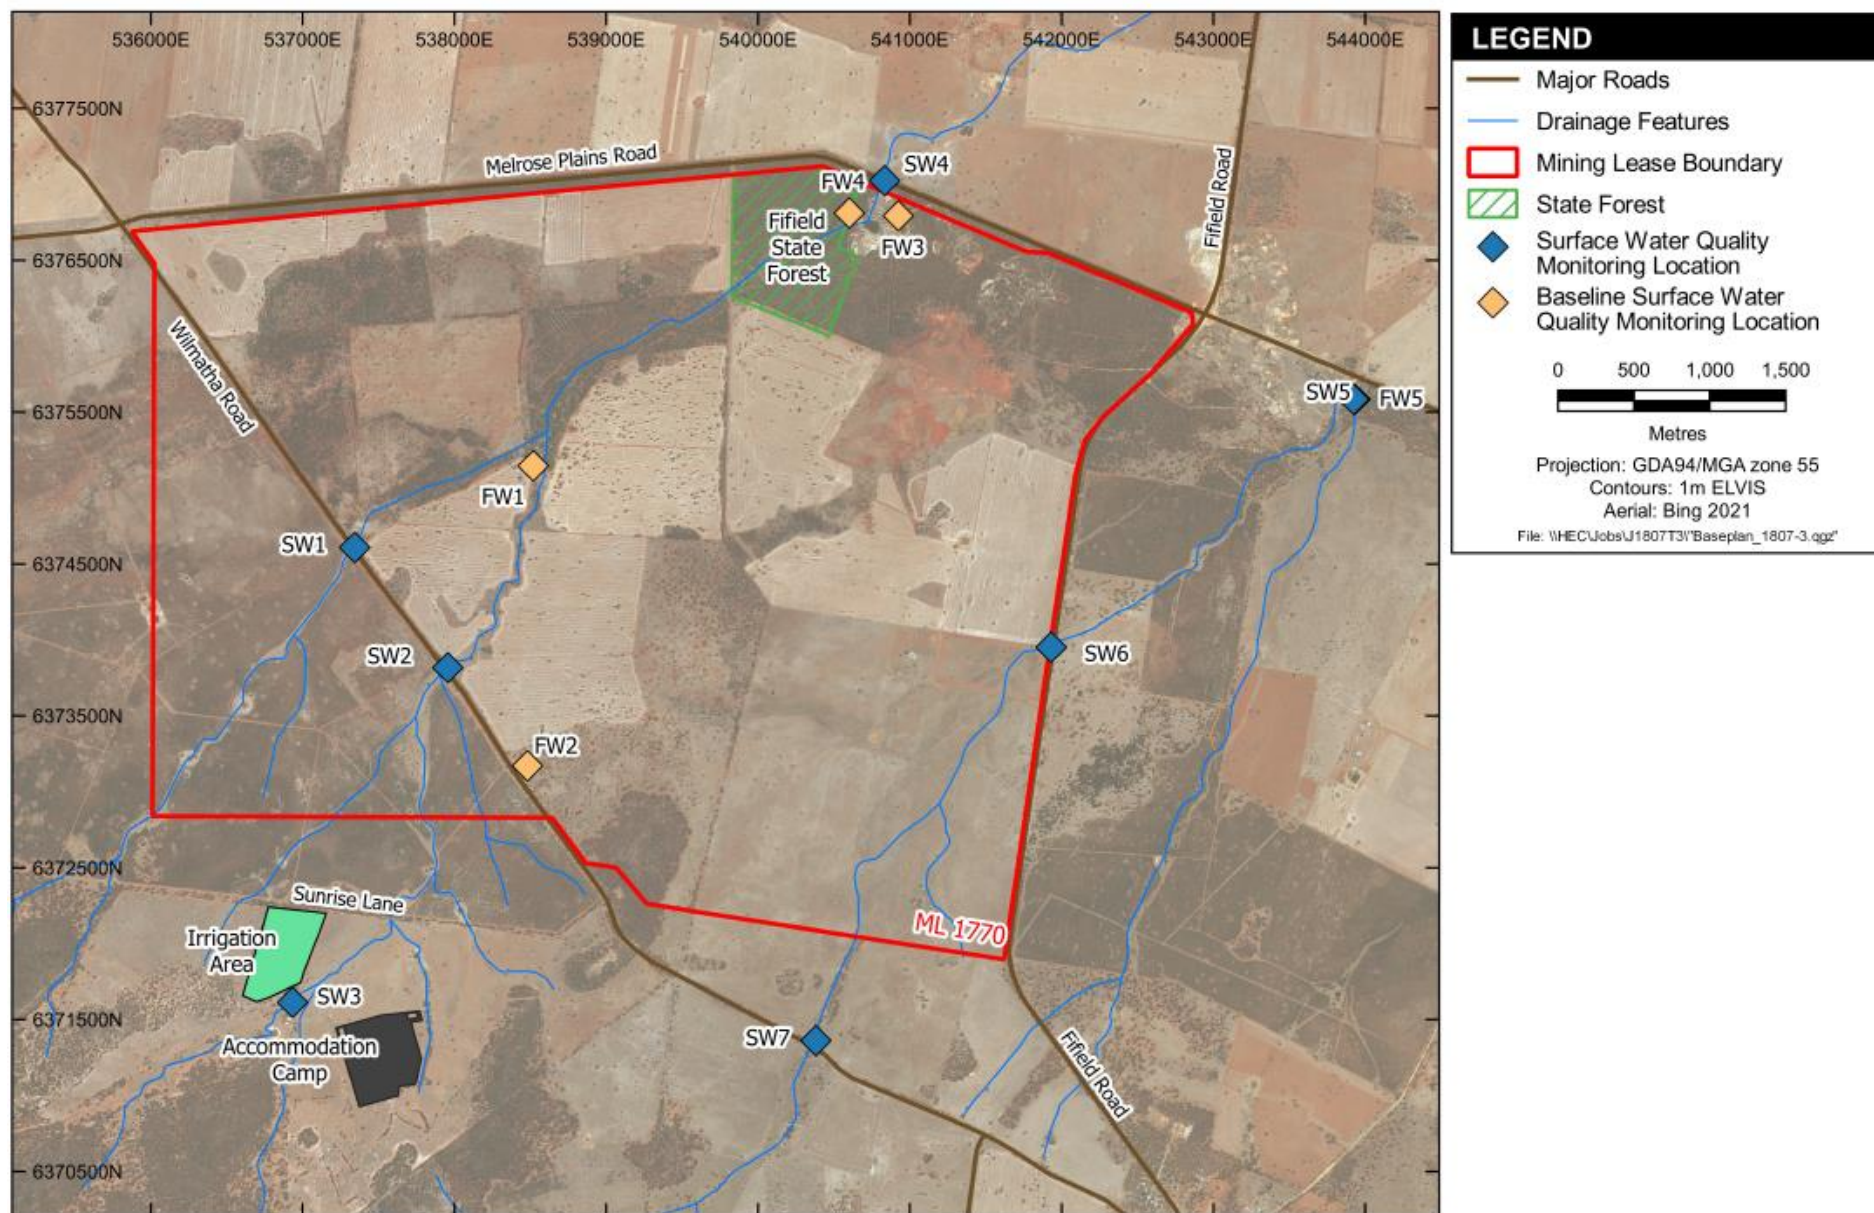 536000E 537000E 538000E 539000E 540000E 541000E 542000E 543000E 544000E
6377500N
6376500N
6375500N
6374500N
6373500N
6372500N
6371500N
6370500N
Melrose Plains Road
SW4
FW4
FW3
Fifield
State
Forest
Fifield Road
Wilmatha Road
SW5
FW5
FW1
SW1
SW2
SW6
FW2
Sunrise Lane
ML 1770
Irrigation
Area
SW3
SW7
Accommodation
Camp
Fifield Road
LEGEND
Major Roads
Drainage Features
Mining Lease Boundary
State Forest
Surface Water Quality
Monitoring Location
Baseline Surface Water
Quality Monitoring Location
0 500 1,000 1,500
Metres
Projection: GDA94/MGA zone 55
Contours: 1m ELVIS
Aerial: Bing 2021
File: \\HEC\Jobs\J1807T3\"Baseplan_1807-3.qgz"